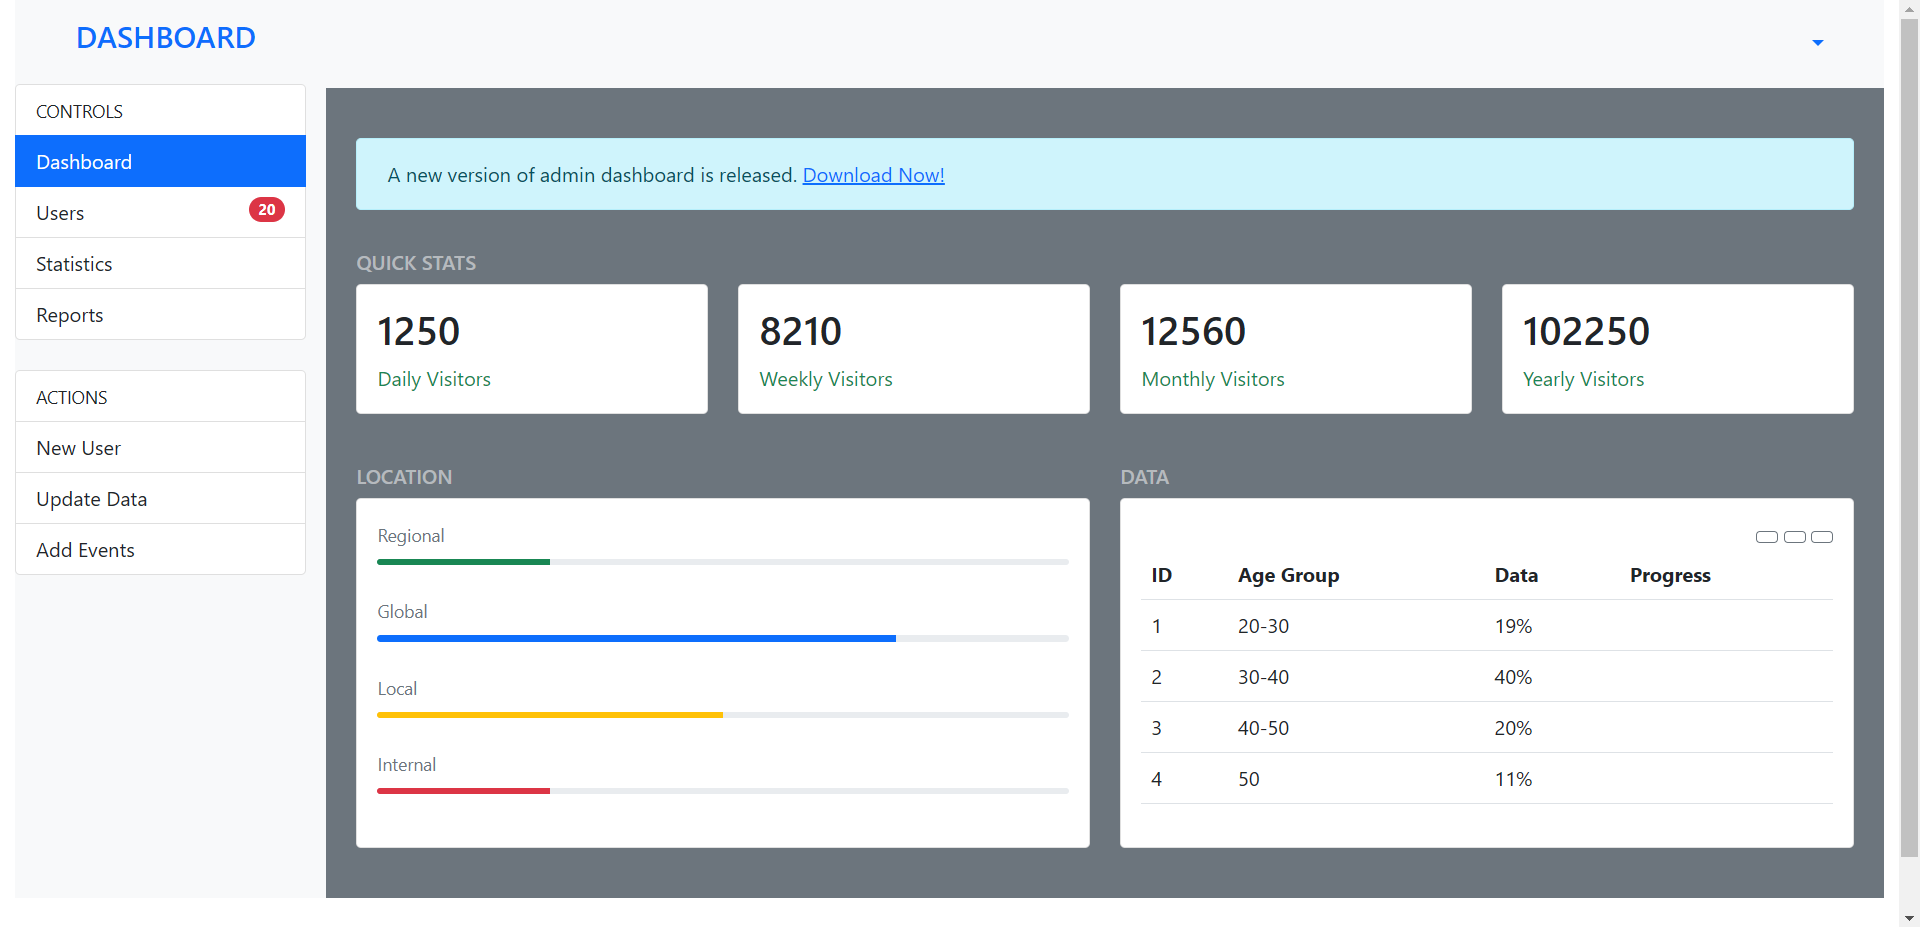 DASHBOARD
CONTROLS
Dashboard
Users 20
Statistics
Reports
ACTIONS
New User
Update Data
Add Events
A new version of admin dashboard is released. Download Now!
QUICK STATS
1250
Daily Visitors
8210
Weekly Visitors
12560
Monthly Visitors
102250
Yearly Visitors
LOCATION
Regional
Global
Local
Internal
DATA
ID Age Group Data Progress
1 20-30 19%
2 30-40 40%
3 40-50 20%
4 50 11%